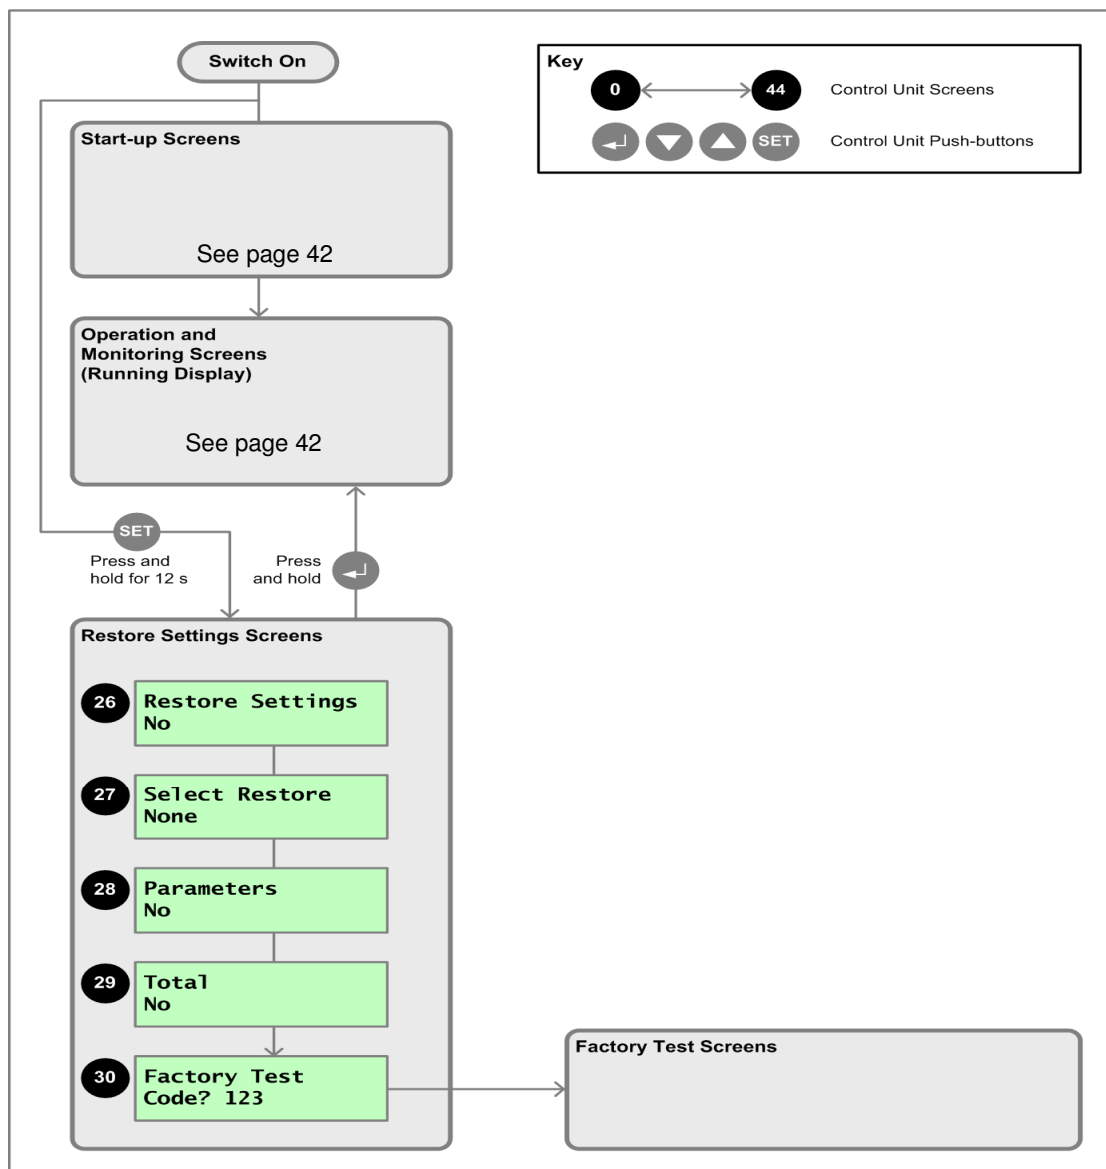 Switch On
Key
0
44
Control Unit Screens
SET
Control Unit Push-buttons
Start-up Screens
See page 42
Operation and
Monitoring Screens
(Running Display)
See page 42
SET
Press and
hold for 12 s
Press
and hold
Restore Settings Screens
26
Restore Settings
No
27
Select Restore
None
28
Parameters
No
29
Total
No
30
Factory Test
Code? 123
Factory Test Screens